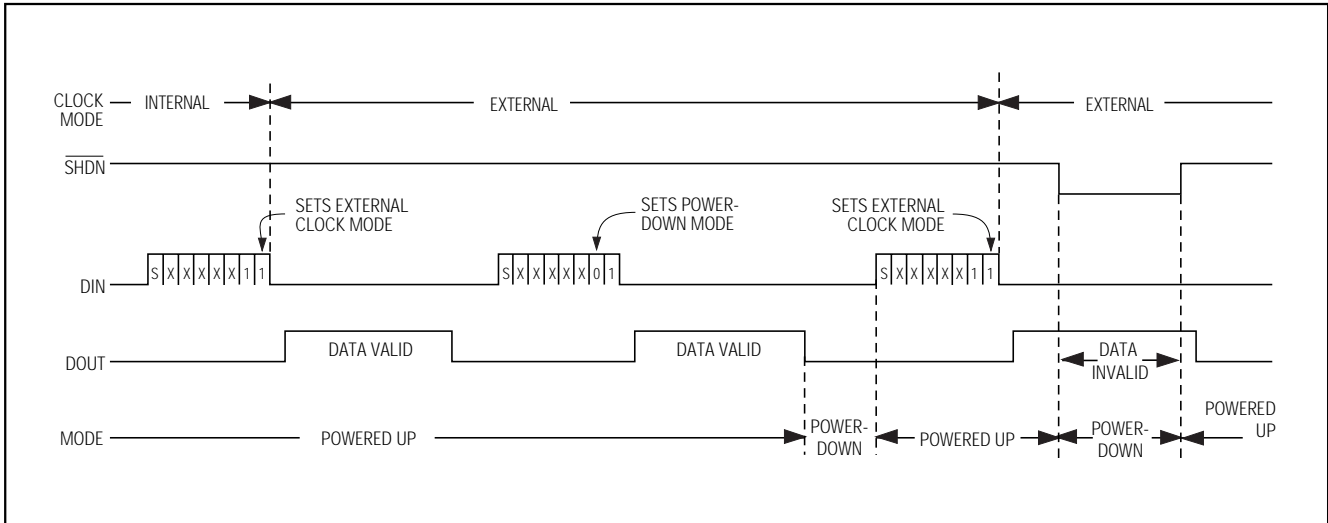 CLOCK
MODE
INTERNAL
EXTERNAL
EXTERNAL
SHDN
SETS EXTERNAL
CLOCK MODE
SETS POWER-
DOWN MODE
SETS EXTERNAL
CLOCK MODE
DIN
S X X X X X 1 1
S X X X X X 0 1
S X X X X X 1 1
DOUT
DATA VALID
DATA VALID
DATA
INVALID
MODE
POWERED UP
POWER-
DOWN
POWERED UP
POWER-
DOWN
POWERED
UP